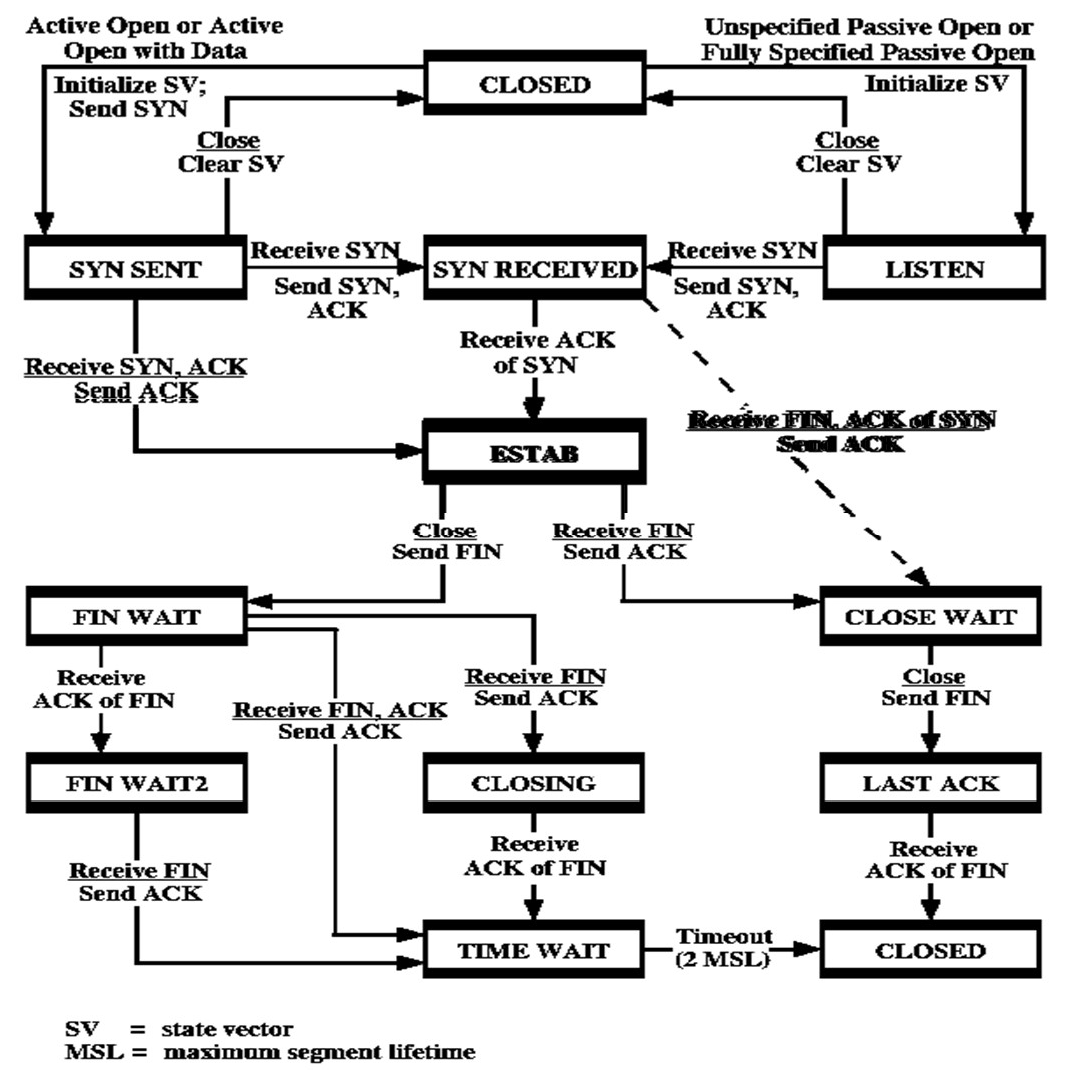 Active Open or Active
Open with Data
Unspecified Passive Open or
Fully Specified Passive Open
CLOSED
Initialize SV;
Send SYN
Initialize SV
Close
Clear SV
Close
Clear SV
SYN SENT
Receive SYN
Send SYN,
ACK
SYN RECEIVED
Receive SYN
Send SYN,
ACK
LISTEN
Receive SYN, ACK
Send ACK
Receive ACK
of SYN
Receive FIN, ACK of SYN
Send ACK
ESTAB
Close
Send FIN
Receive FIN
Send ACK
FIN WAIT
CLOSE WAIT
Receive
ACK of FIN
Receive FIN, ACK
Send ACK
Receive FIN
Send ACK
Close
Send FIN
FIN WAIT2
CLOSING
LAST ACK
Receive FIN
Send ACK
Receive
ACK of FIN
Receive
ACK of FIN
TIME WAIT
Timeout
(2 MSL)
CLOSED
SV = state vector
MSL = maximum segment lifetime